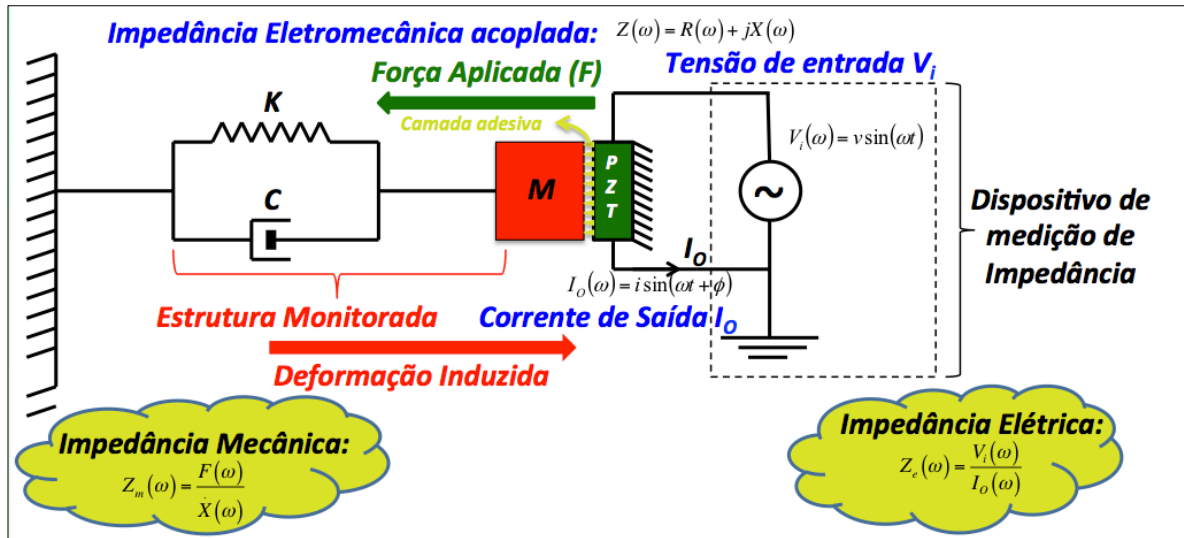 Impedância Eletromecânica acoplada: Z(ω) = R(ω) + jX(ω)
Força Aplicada (F)
Tensão de entrada Vi
K
Camada adesiva
Vi(ω) = v sin(ωt)
C
M
P
Z
T
~
Dispositivo de
medição de
Impedância
IO
IO(ω) = i sin(ωt + ϕ)
Estrutura Monitorada
Corrente de Saída IO
Deformação Induzida
Impedância Mecânica:
Zm(ω) = F(ω) / Ẋ(ω)
Impedância Elétrica:
Ze(ω) = Vi(ω) / IO(ω)